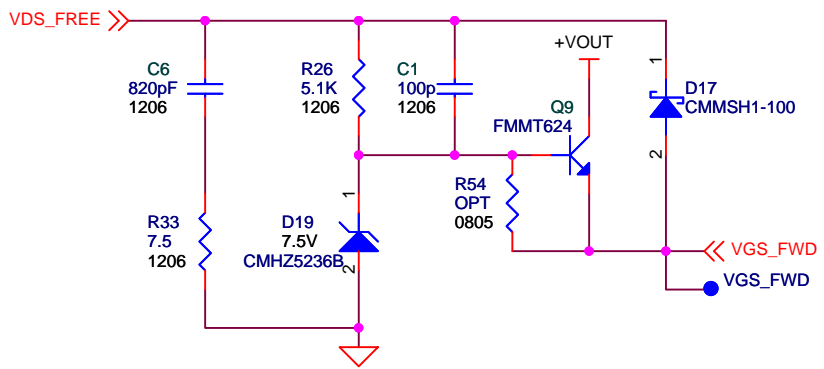 VDS_FREE
+VOUT
C6
820pF
1206
R26
5.1K
1206
C1
100p
1206
Q9
FMMT624
1
D17
CMMSH1-100
2
R54
OPT
0805
R33
7.5
1206
1
D19
7.5V
CMHZ5236B
2
VGS_FWD
VGS_FWD